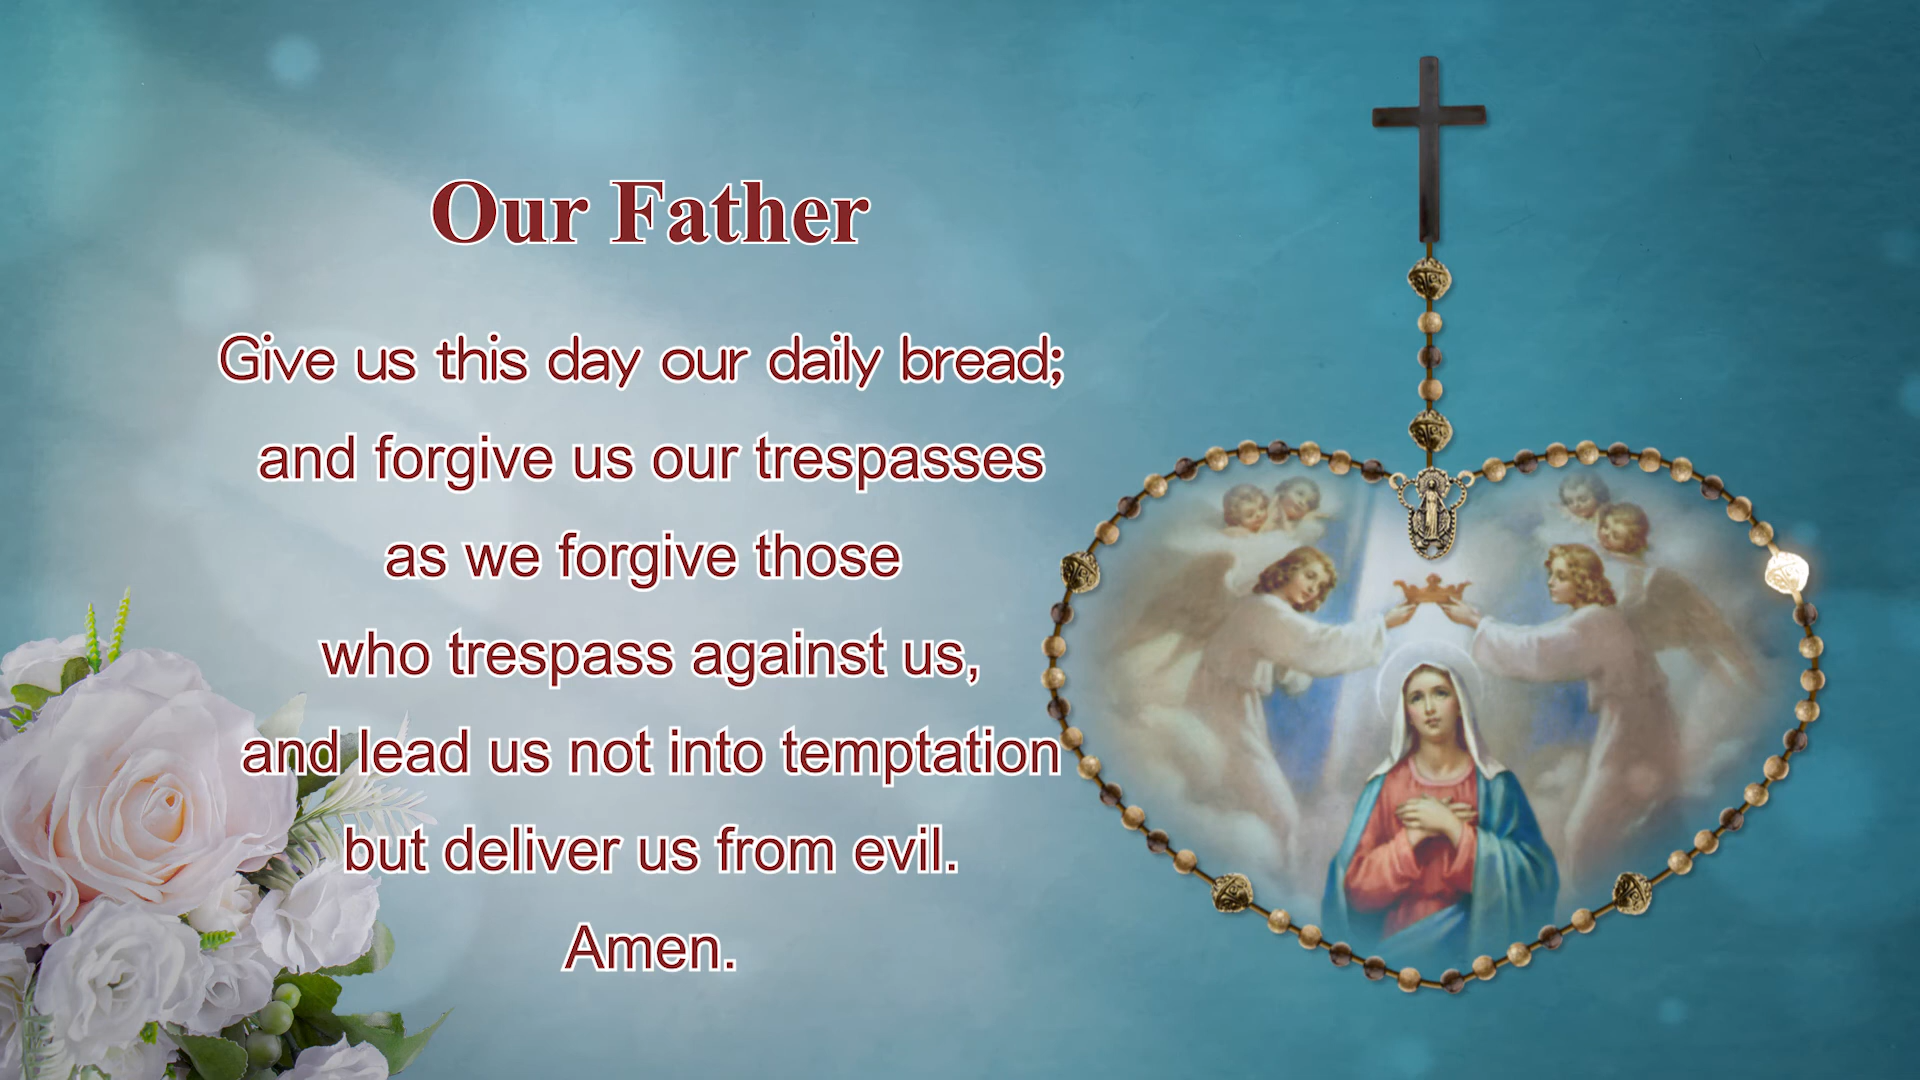 Our Father
Give us this day our daily bread;
and forgive us our trespasses
as we forgive those
who trespass against us,
and lead us not into temptation
but deliver us from evil.
Amen.